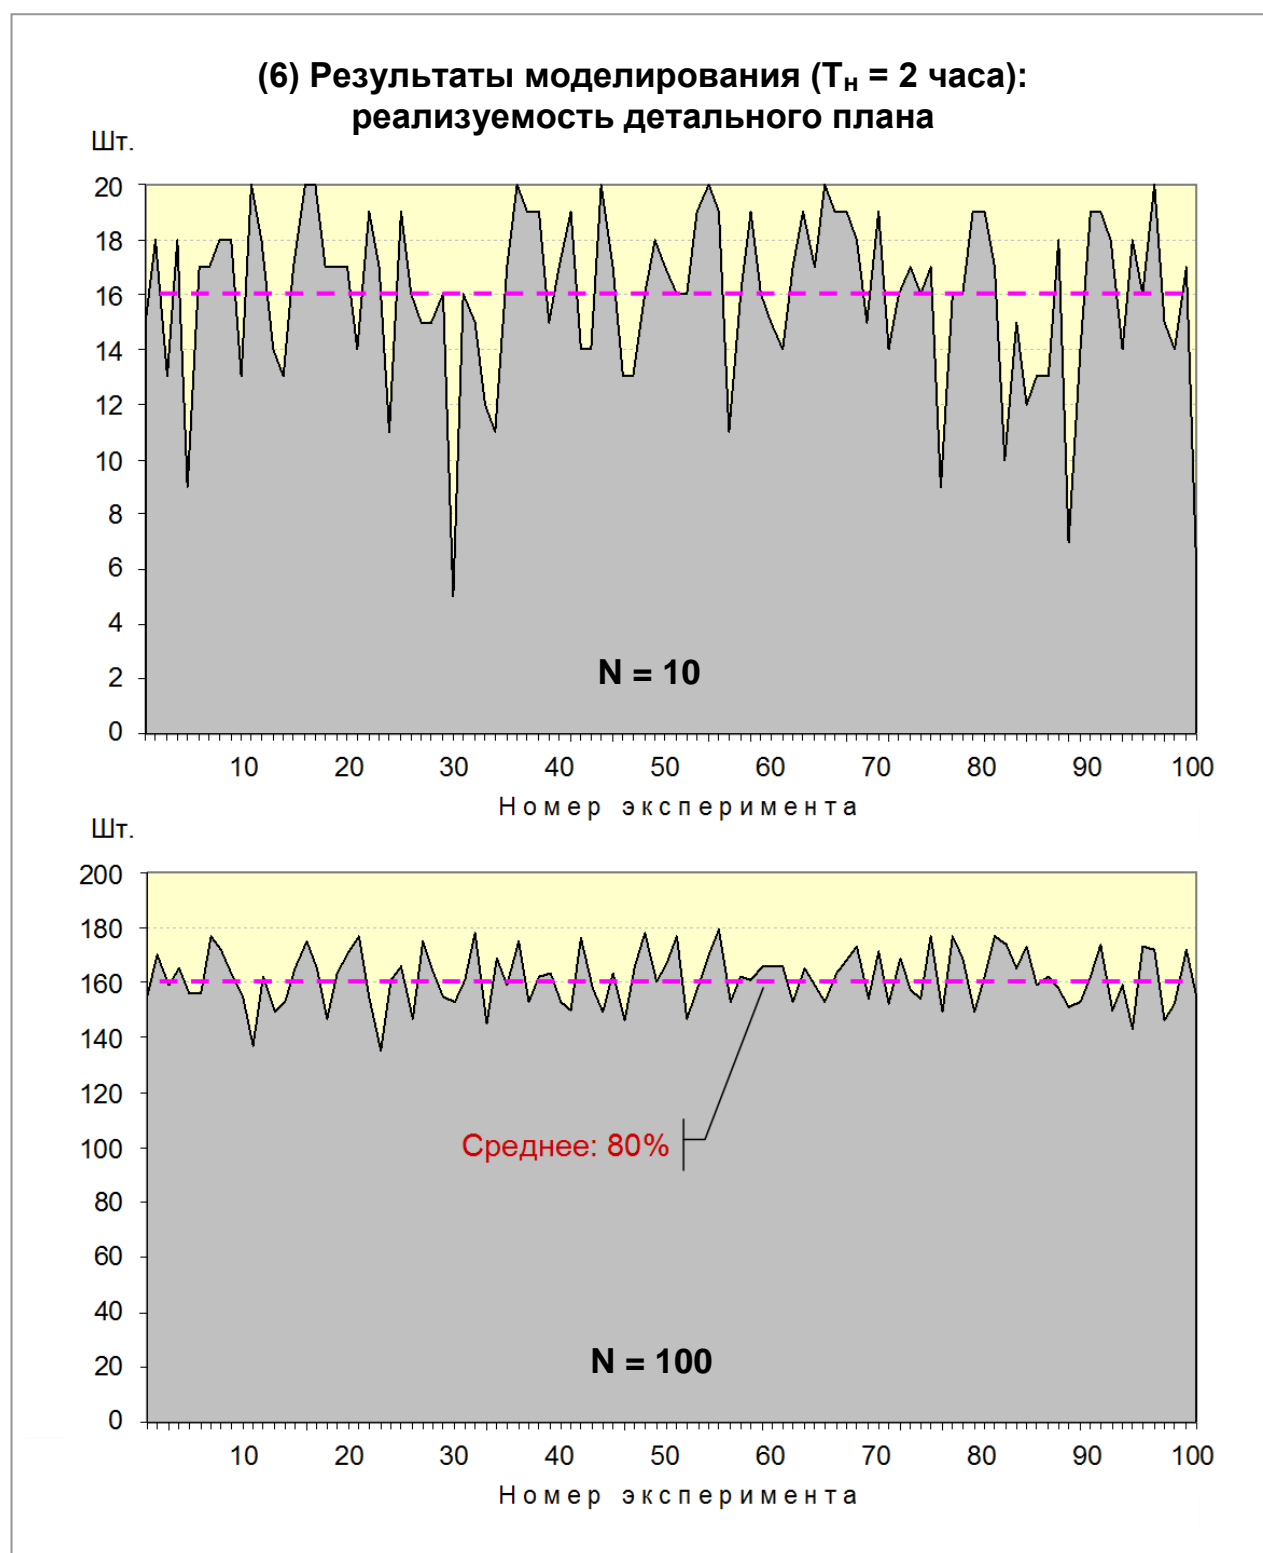 (6) Результаты моделирования (Tн = 2 часа):
реализуемость детального плана
Шт.
20
18
16
14
12
10
8
6
4
2
0
N = 10
10 20 30 40 50 60 70 80 90 100
Номер эксперимента
Шт.
200
180
160
140
120
100
80
60
40
20
0
Среднее: 80%
N = 100
10 20 30 40 50 60 70 80 90 100
Номер эксперимента